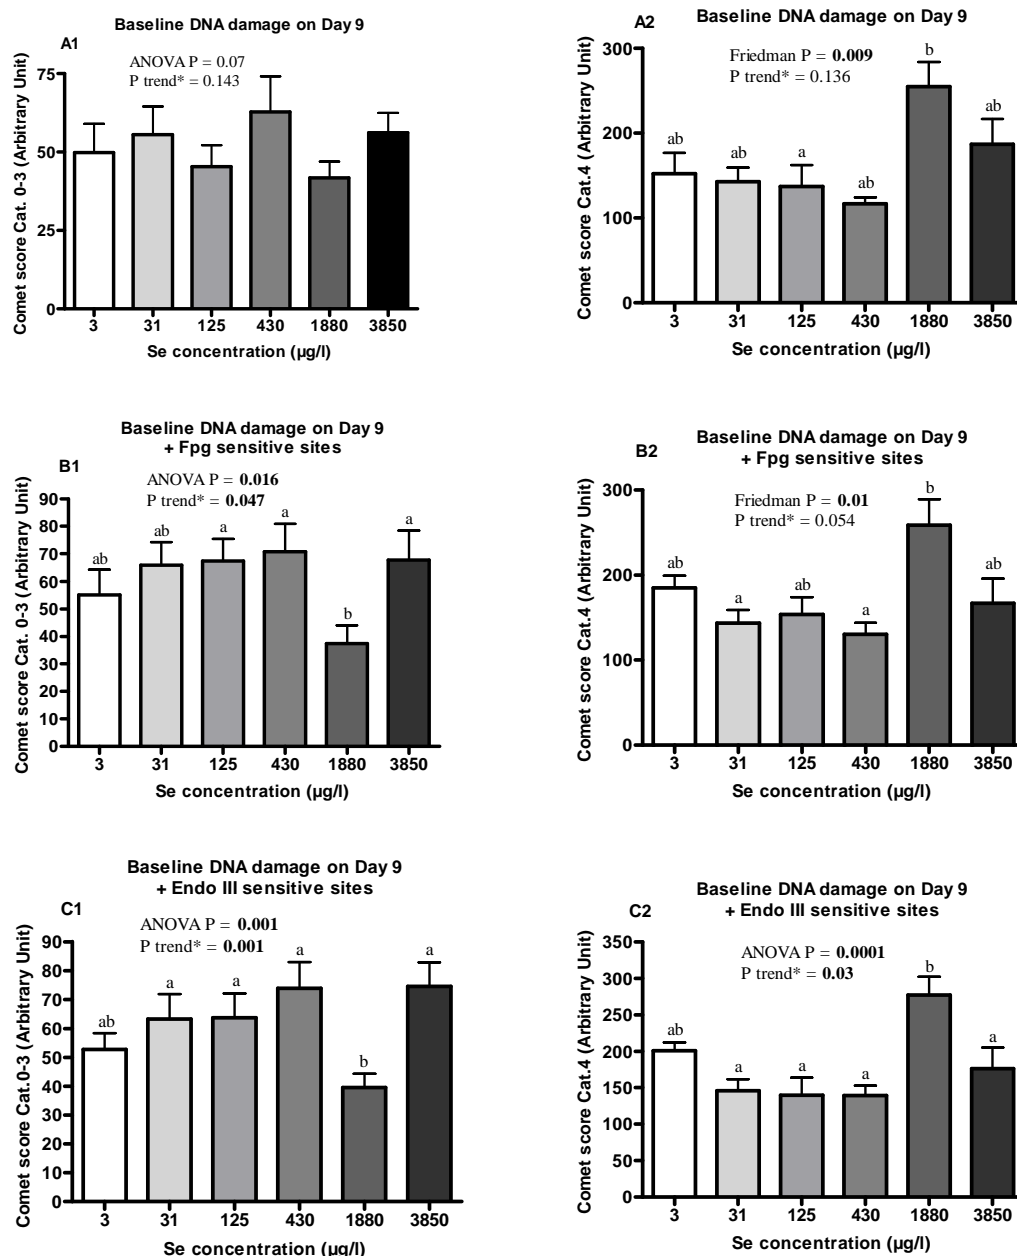 Baseline DNA damage on Day 9
A1
ANOVA P = 0.07
P trend* = 0.143
Comet score Cat. 0-3 (Arbitrary Unit)
75
50
25
0
3 31 125 430 1880 3850
Se concentration (µg/l)
Baseline DNA damage on Day 9
A2
Friedman P = 0.009
P trend* = 0.136
Comet score Cat.4 (Arbitrary Unit)
300
200
100
0
ab ab a ab b ab
3 31 125 430 1880 3850
Se concentration (µg/l)
Baseline DNA damage on Day 9
+ Fpg sensitive sites
B1
ANOVA P = 0.016
P trend* = 0.047
Comet score Cat. 0-3 (Arbitrary Unit)
90
80
70
60
50
40
30
20
10
0
ab ab a a b a
3 31 125 430 1880 3850
Se concentration (µg/l)
Baseline DNA damage on Day 9
+ Fpg sensitive sites
B2
Friedman P = 0.01
P trend* = 0.054
Comet score Cat.4 (Arbitrary Unit)
300
200
100
0
ab a ab a b ab
3 31 125 430 1880 3850
Se concentration (µg/l)
Baseline DNA damage on Day 9
+ Endo III sensitive sites
C1
ANOVA P = 0.001
P trend* = 0.001
Comet score Cat.0-3 (Arbitrary Unit)
90
80
70
60
50
40
30
20
10
0
ab a a a b a
3 31 125 430 1880 3850
Se concentration (µg/l)
Baseline DNA damage on Day 9
+ Endo III sensitive sites
C2
ANOVA P = 0.0001
P trend* = 0.03
Comet score Cat.4 (Arbitrary Unit)
350
300
250
200
150
100
50
0
ab a a a b a
3 31 125 430 1880 3850
Se concentration (µg/l)